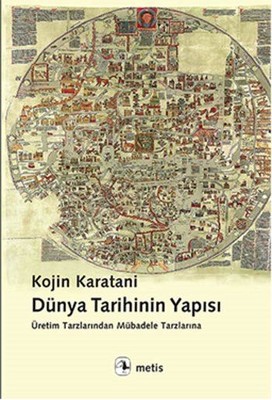 Kojin Karatani
Dünya Tarihinin Yapısı
Üretim Tarzlarından Mübadele Tarzlarına
metis